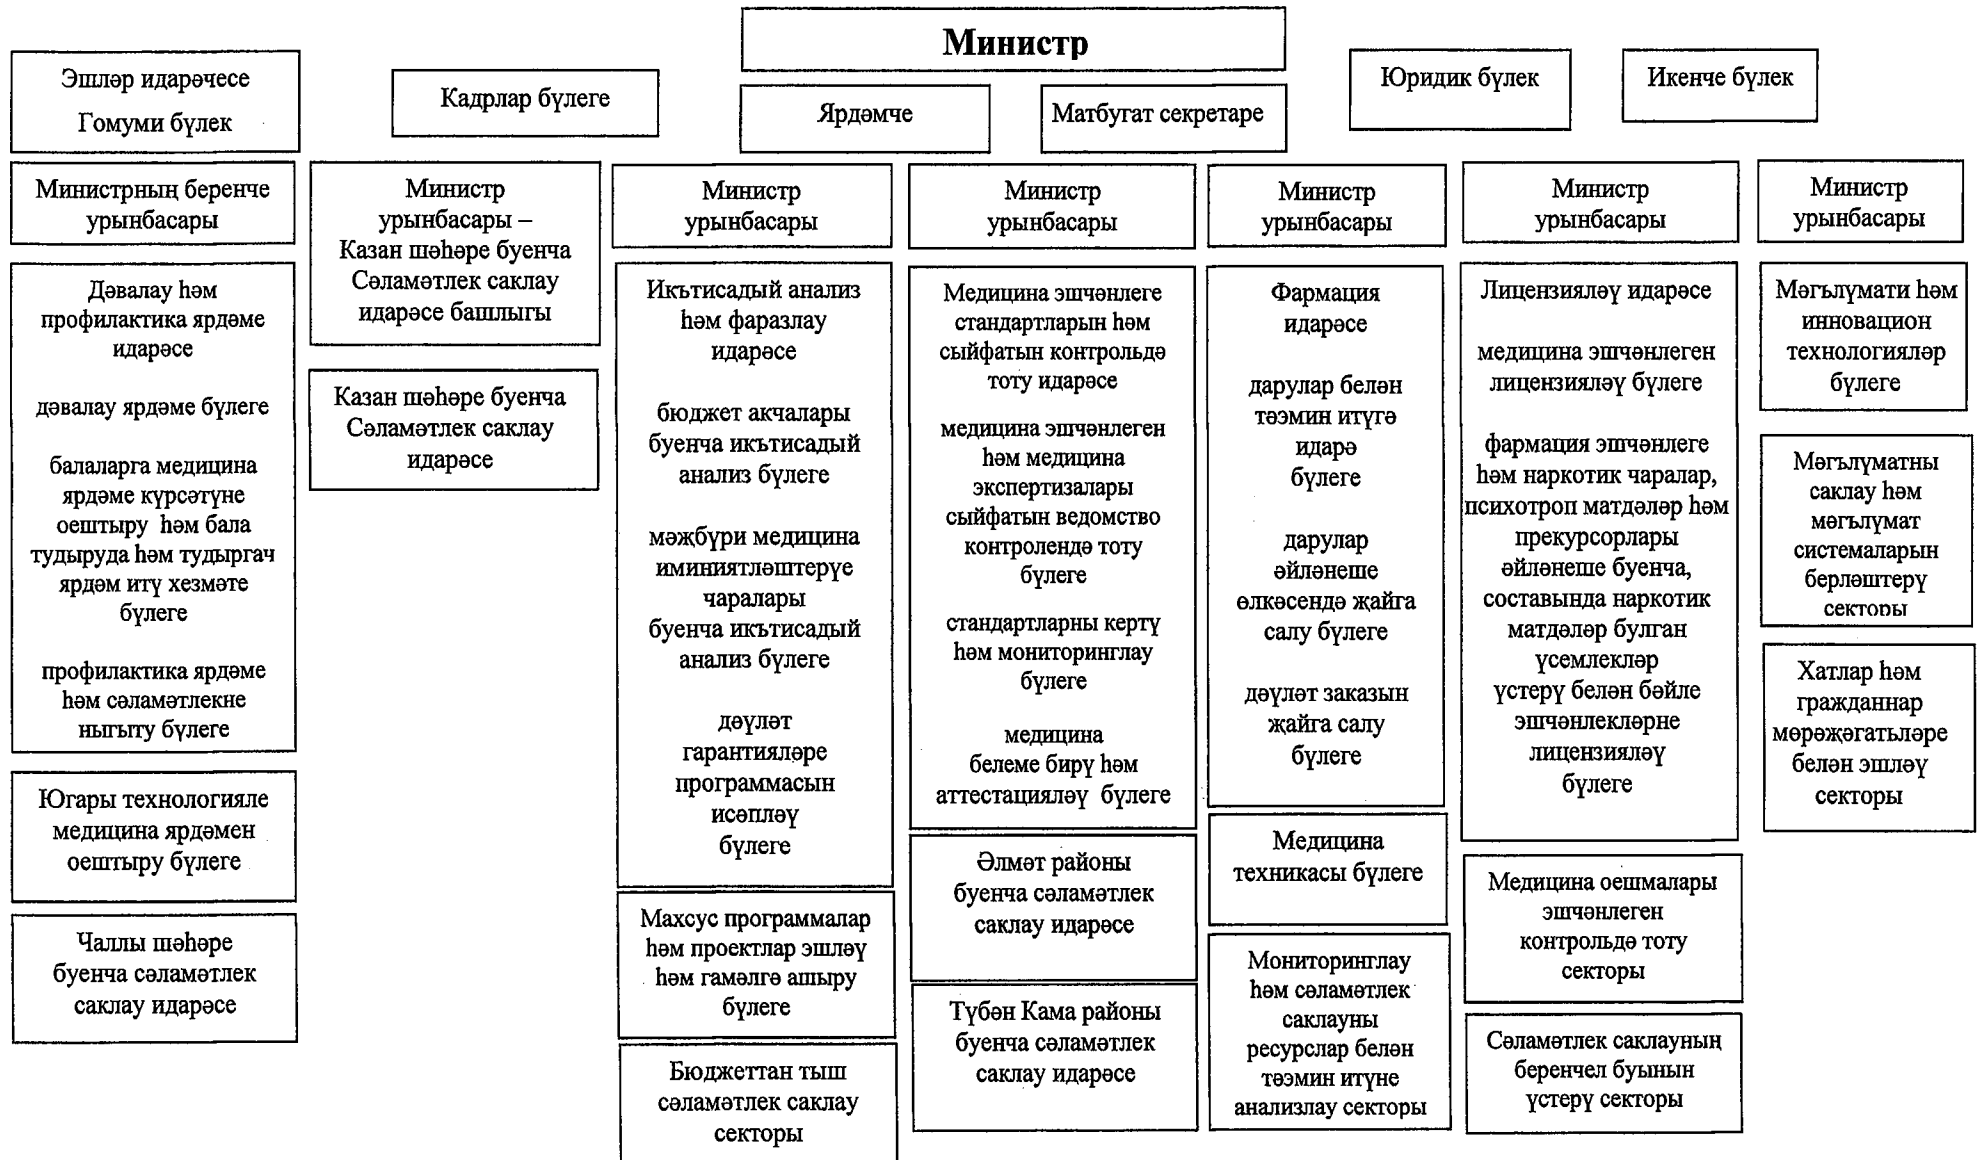 Министр
Эшләр идарәчесе
Гомуми бүлек
Кадрлар бүлеге
Ярдәмче
Матбугат секретаре
Юридик бүлек
Икенче бүлек
Министрның беренче
урынбасары
Дәвалау һәм
профилактика ярдәме
идарәсе
дәвалау ярдәме бүлеге
балаларга медицина
ярдәме күрсәтүне
оештыру һәм бала
тудыруда һәм тудыргач
ярдәм итү хезмәте
бүлеге
профилактика ярдәме
һәм сәламәтлекне
ныгыту бүлеге
Югары технологияле
медицина ярдәмен
оештыру бүлеге
Чаллы шәһәре
буенча сәламәтлек
саклау идарәсе
Министр
урынбасары –
Казан шәһәре буенча
Сәламәтлек саклау
идарәсе башлыгы
Казан шәһәре буенча
Сәламәтлек саклау
идарәсе
Министр
урынбасары
Икътисадый анализ
һәм фаразлау
идарәсе
бюджет акчалары
буенча икътисадый
анализ бүлеге
мәҗбүри медицина
иминиятләштерүе
чаралары
буенча икътисадый
анализ бүлеге
дәүләт
гарантияләре
программасын
исәпләү
бүлеге
Махсус программалар
һәм проектлар эшләү
һәм гамәлгә ашыру
бүлеге
Бюджеттан тыш
сәламәтлек саклау
секторы
Министр
урынбасары
Медицина эшчәнлеге
стандартларын һәм
сыйфатын контрольдә
тоту идарәсе
медицина эшчәнлеген
һәм медицина
экспертизалары
сыйфатын ведомство
контролендә тоту
бүлеге
стандартларны кертү
һәм мониторинглау
бүлеге
медицина
белеме бирү һәм
аттестацияләү бүлеге
Әлмәт районы
буенча сәламәтлек
саклау идарәсе
Түбән Кама районы
буенча сәламәтлек
саклау идарәсе
Министр
урынбасары
Фармация
идарәсе
дарулар белән
тәэмин итүгә
идарә
бүлеге
дарулар
әйләнеше
өлкәсендә җайга
салу бүлеге
дәүләт заказын
җайга салу
бүлеге
Медицина
техникасы бүлеге
Мониторинглау
һәм сәламәтлек
саклауны
ресурслар белән
тәэмин итүне
анализлау секторы
Министр
урынбасары
Лицензияләү идарәсе
медицина эшчәнлеген
лицензияләү бүлеге
фармация эшчәнлеге
һәм наркотик чаралар,
психотроп матдәләр һәм
прекурсорлары
әйләнеше буенча,
составында наркотик
матдәләр булган
үсемлекләр
үстерү белән бәйле
эшчәнлекләрне
лицензияләү
бүлеге
Медицина оешмалары
эшчәнлеген
контрольдә тоту
секторы
Сәламәтлек саклауның
беренчел буынын
үстерү секторы
Министр
урынбасары
Мәгълүмати һәм
инновацион
технологияләр
бүлеге
Мәгълүматны
саклау һәм
мәгълүмат
системаларын
берләштерү
секторы
Хатлар һәм
гражданнар
мөрәҗәгатьләре
белән эшләү
секторы